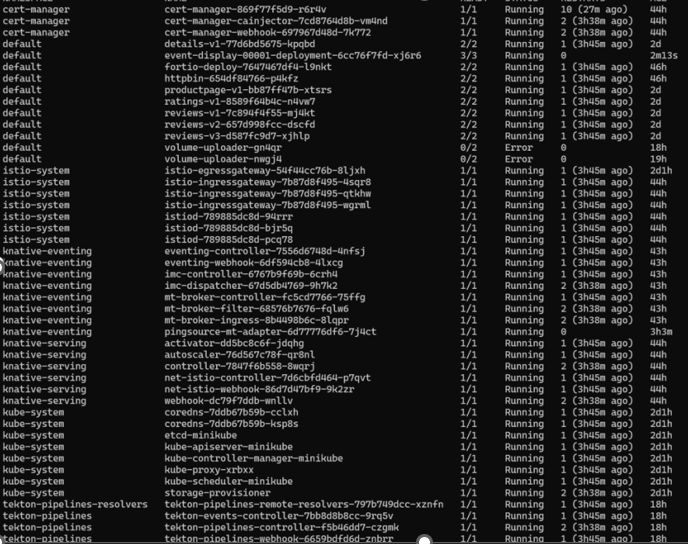 cert-manager cert-manager-869f77f5d9-r6r4v 1/1 Running 10 (27m ago) 44h
cert-manager cert-manager-cainjector-7cd8764d8b-vm4nd 1/1 Running 2 (3h38m ago) 44h
cert-manager cert-manager-webhook-697967d48d-7k772 1/1 Running 2 (3h38m ago) 44h
default details-v1-77d6bd5675-kpqbd 2/2 Running 1 (3h45m ago) 2d
default event-display-00001-deployment-6cc76f7fd-xj6r6 3/3 Running 0 2m13s
default fortio-deploy-7647467df4-l9nkt 2/2 Running 1 (3h45m ago) 46h
default httpbin-654df84766-p4kfz 2/2 Running 1 (3h45m ago) 46h
default productpage-v1-bb87ff47b-xtsrs 2/2 Running 1 (3h45m ago) 2d
default ratings-v1-8589f64b4c-n4vw7 2/2 Running 1 (3h45m ago) 2d
default reviews-v1-7c894f4f55-mj4kt 2/2 Running 1 (3h45m ago) 2d
default reviews-v2-657d998fcc-dscfd 2/2 Running 1 (3h45m ago) 2d
default reviews-v3-d587fc9d7-xjhlp 2/2 Running 1 (3h45m ago) 2d
default volume-uploader-gn4qr 0/2 Error 0 18h
default volume-uploader-nwgj4 0/2 Error 0 19h
istio-system istio-egressgateway-54f44cc76b-8ljxh 1/1 Running 1 (3h45m ago) 2d1h
istio-system istio-ingressgateway-7b87d8f495-4sqr8 1/1 Running 1 (3h45m ago) 44h
istio-system istio-ingressgateway-7b87d8f495-qtkhw 1/1 Running 1 (3h45m ago) 44h
istio-system istio-ingressgateway-7b87d8f495-wgrml 1/1 Running 1 (3h45m ago) 44h
istio-system istiod-789885dc8d-94rrr 1/1 Running 1 (3h45m ago) 44h
istio-system istiod-789885dc8d-bjr5q 1/1 Running 1 (3h45m ago) 44h
istio-system istiod-789885dc8d-pcq78 1/1 Running 1 (3h45m ago) 44h
knative-eventing eventing-controller-7556d6748d-4nfsj 1/1 Running 1 (3h45m ago) 43h
knative-eventing eventing-webhook-6df594cb8-4lxcg 1/1 Running 1 (3h45m ago) 43h
knative-eventing imc-controller-6767b9f69b-6crh4 1/1 Running 1 (3h45m ago) 43h
knative-eventing imc-dispatcher-67d5db4769-9h7k2 1/1 Running 2 (3h38m ago) 43h
knative-eventing mt-broker-controller-fc5cd7766-75ffg 1/1 Running 1 (3h45m ago) 43h
knative-eventing mt-broker-filter-68576b7676-fqlw6 1/1 Running 2 (3h38m ago) 43h
knative-eventing mt-broker-ingress-8b4498b6c-8lqpr 1/1 Running 2 (3h38m ago) 43h
knative-eventing pingsource-mt-adapter-6d77776df6-7j4ct 1/1 Running 0 3h3m
knative-serving activator-dd5bc8c6f-jdqhg 1/1 Running 1 (3h45m ago) 44h
knative-serving autoscaler-76d567c78f-qr8nl 1/1 Running 1 (3h45m ago) 44h
knative-serving controller-7847f6b558-8wqrj 1/1 Running 2 (3h38m ago) 44h
knative-serving net-istio-controller-7d6cbfd464-p7qvt 1/1 Running 1 (3h45m ago) 44h
knative-serving net-istio-webhook-86d7d47bf9-9k2zr 1/1 Running 1 (3h45m ago) 44h
knative-serving webhook-dc79f7ddb-wnllv 1/1 Running 2 (3h38m ago) 44h
kube-system coredns-7ddb67b59b-cclxh 1/1 Running 1 (3h45m ago) 2d1h
kube-system coredns-7ddb67b59b-ksp8s 1/1 Running 1 (3h45m ago) 2d1h
kube-system etcd-minikube 1/1 Running 1 (3h45m ago) 2d1h
kube-system kube-apiserver-minikube 1/1 Running 1 (3h45m ago) 2d1h
kube-system kube-controller-manager-minikube 1/1 Running 1 (3h45m ago) 2d1h
kube-system kube-proxy-xrbxx 1/1 Running 1 (3h45m ago) 2d1h
kube-system kube-scheduler-minikube 1/1 Running 1 (3h45m ago) 2d1h
kube-system storage-provisioner 1/1 Running 2 (3h38m ago) 2d1h
tekton-pipelines-resolvers tekton-pipelines-remote-resolvers-797b749dcc-xznfn 1/1 Running 1 (3h45m ago) 18h
tekton-pipelines tekton-events-controller-7bb8d8b8cc-9rq5v 1/1 Running 1 (3h45m ago) 18h
tekton-pipelines tekton-pipelines-controller-f5b46dd7-czgmk 1/1 Running 2 (3h38m ago) 18h
tekton-pipelines tekton-pipelines-webhook-6659bdfd6d-znbrr 1/1 Running 1 (3h45m ago) 18h